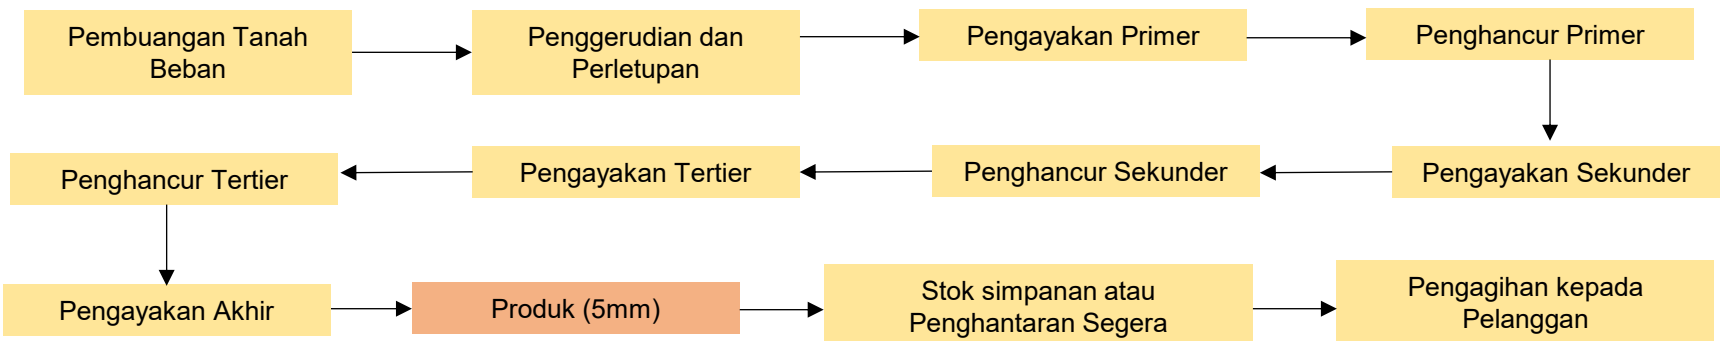 Pembuangan Tanah
Beban
Penggerudian dan
Perletupan
Pengayakan Primer
Penghancur Primer
Pengayakan Sekunder
Penghancur Sekunder
Pengayakan Tertier
Penghancur Tertier
Pengayakan Akhir
Produk (5mm)
Stok simpanan atau
Penghantaran Segera
Pengagihan kepada
Pelanggan